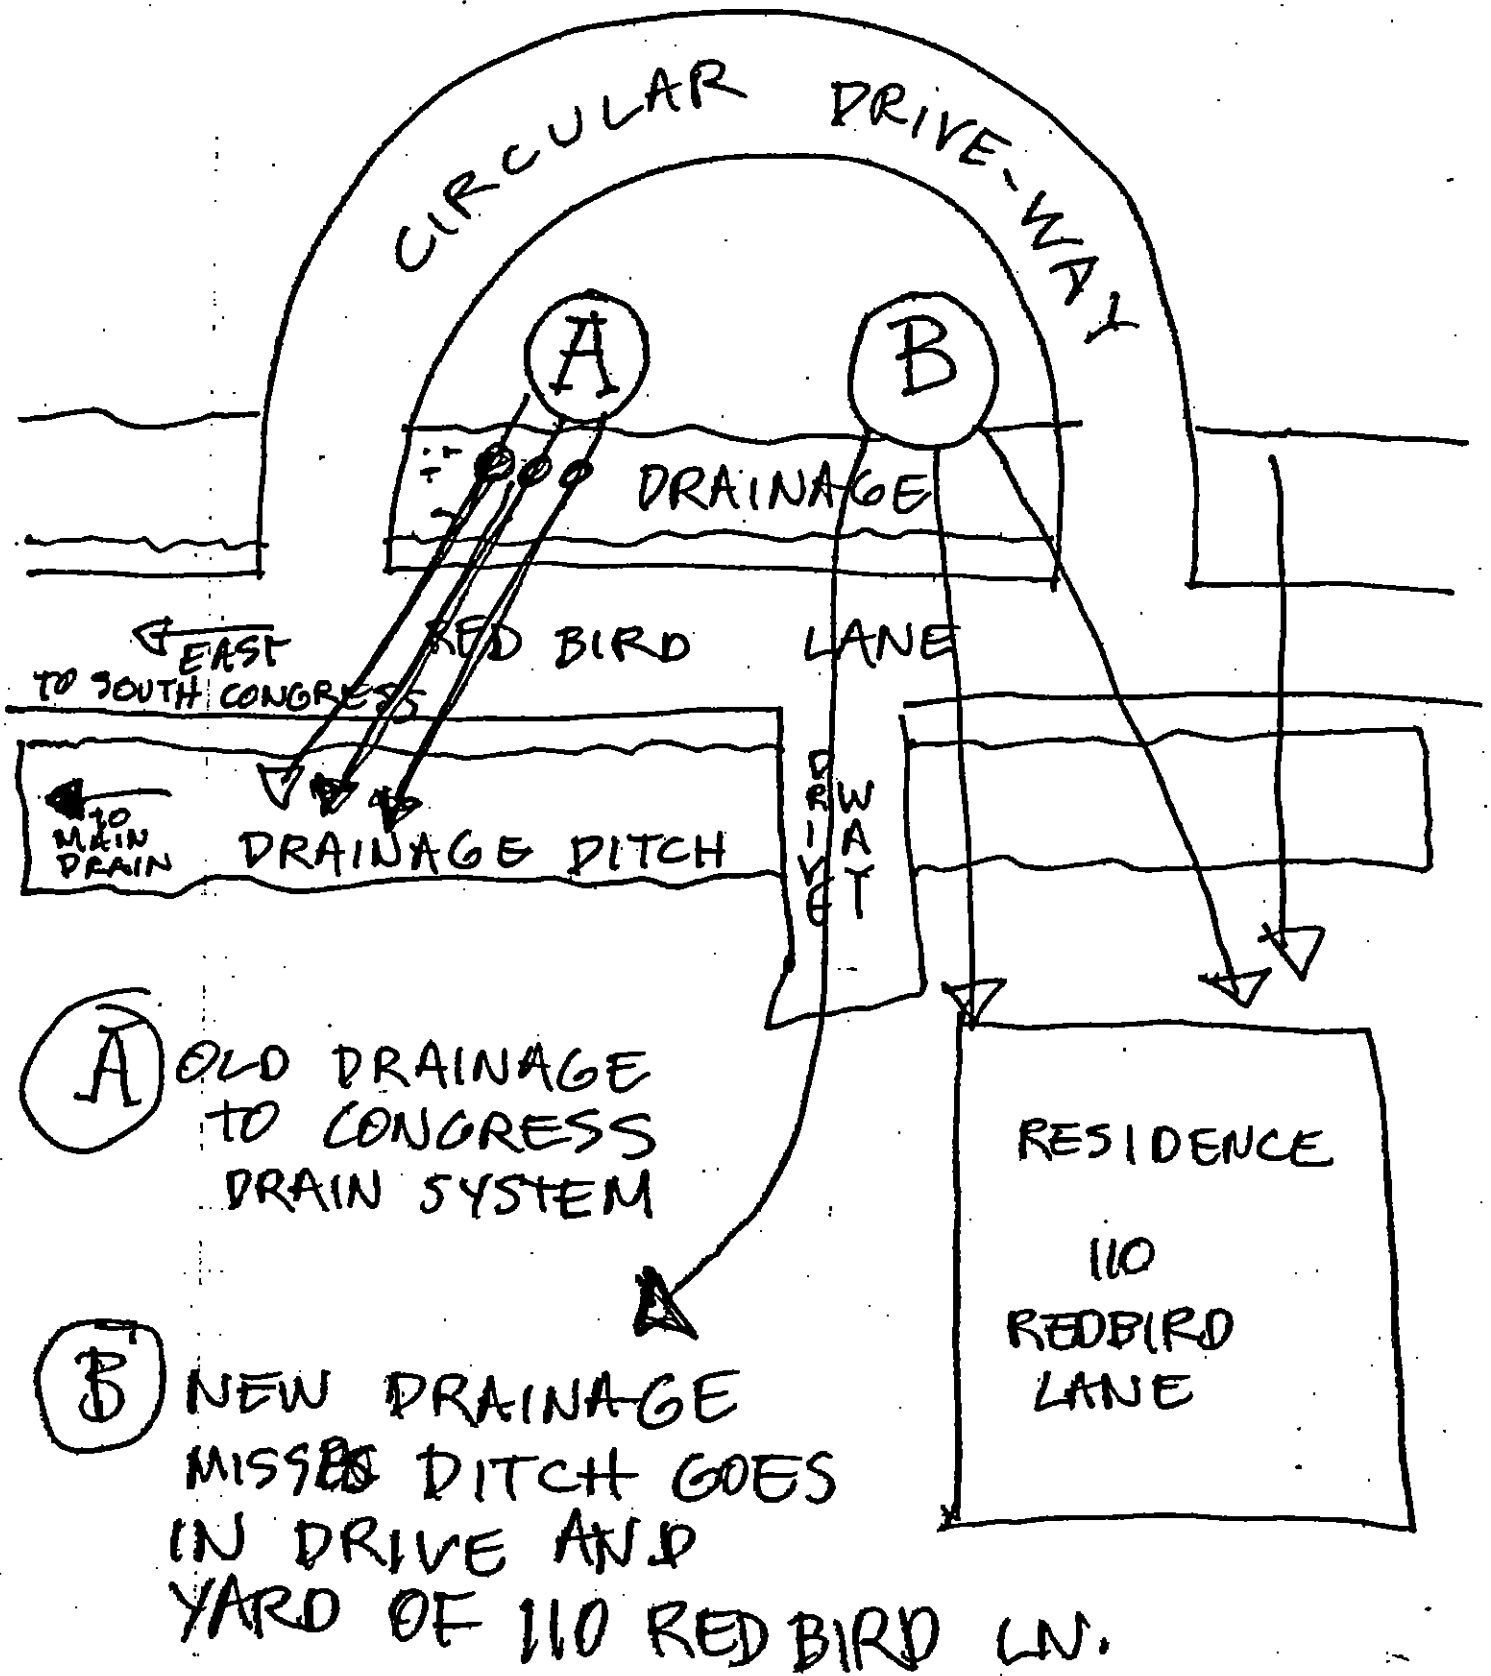 CIRCULAR DRIVE-WAY
A
B
DRAINAGE
EAST
TO SOUTH CONGRESS
RED BIRD LANE
DRIVE WAY
TO
MAIN
DRAIN
DRAINAGE DITCH
A OLD DRAINAGE
TO CONGRESS
DRAIN SYSTEM
RESIDENCE
110
REDBIRD
LANE
B NEW DRAINAGE
MISSES DITCH GOES
IN DRIVE AND
YARD OF 110 RED BIRD LN.